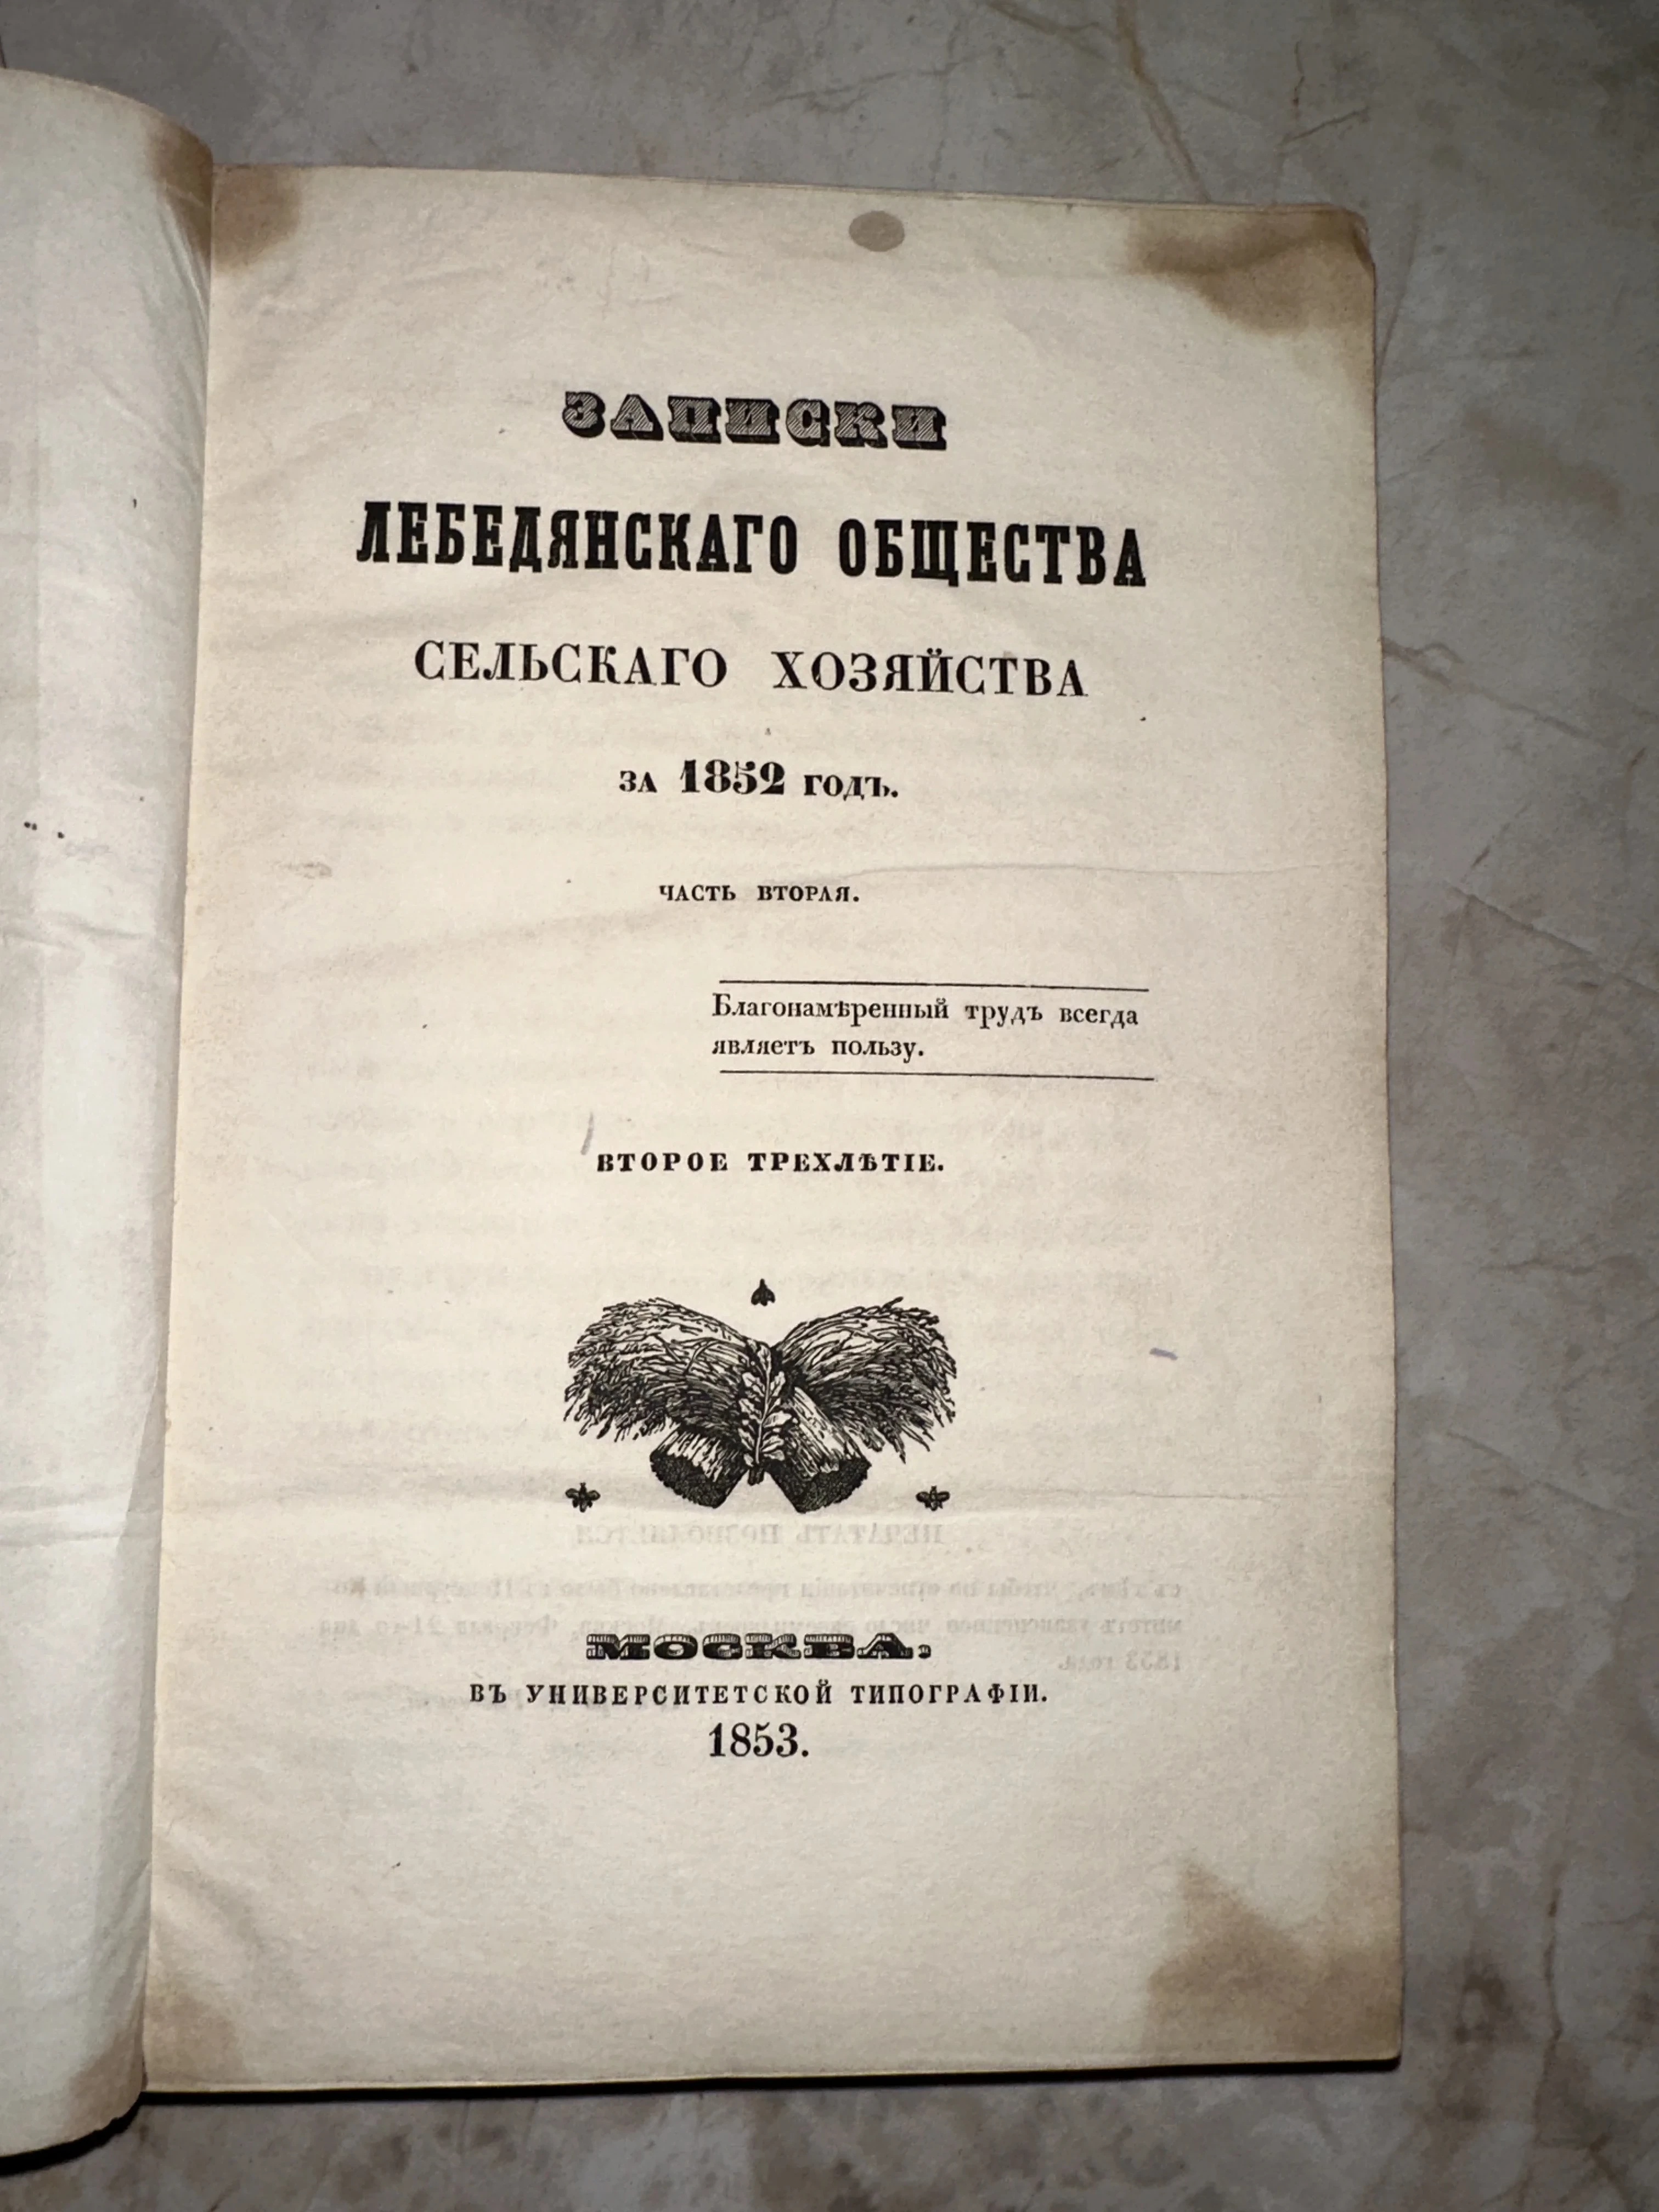 ЗАПИСКИ
ЛЕБЕДЯНСКАГО ОБЩЕСТВА
СЕЛЬСКАГО ХОЗЯЙСТВА
ЗА 1852 ГОДЪ.
ЧАСТЬ ВТОРАЯ.
Благонамѣренный трудъ всегда
являетъ пользу.
ВТОРОЕ ТРЕХЛѢТІЕ.
МОСКВА,
ВЪ УНИВЕРСИТЕТСКОЙ ТИПОГРАФІИ.
1853.